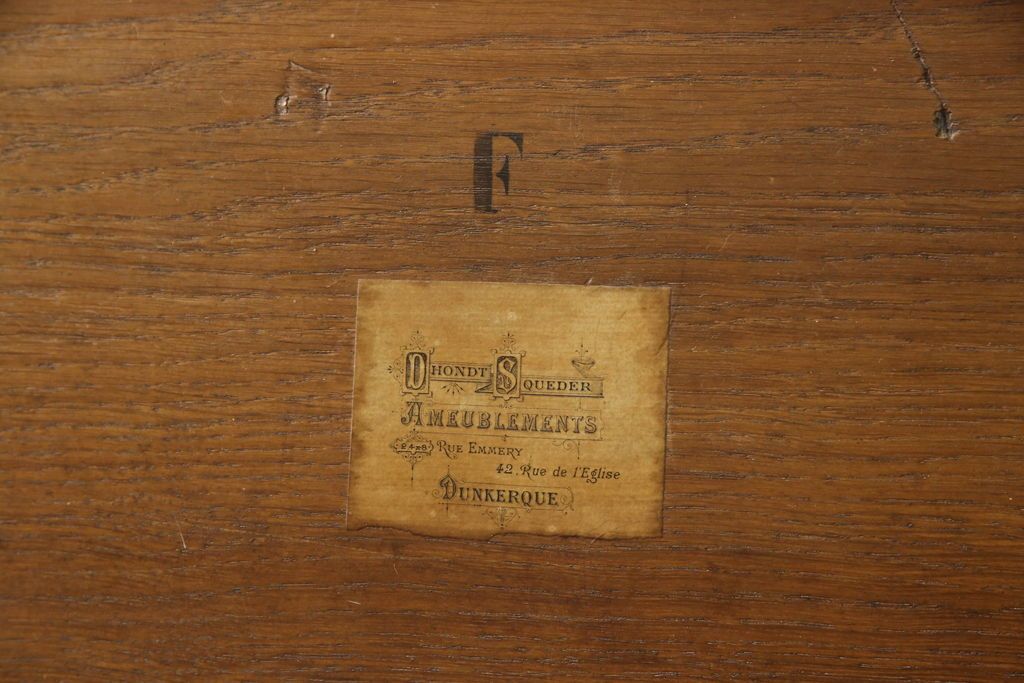 F
DHONDT SQUEDER
AMEUBLEMENTS
RUE EMMERY
42, Rue de l'Eglise
DUNKERQUE